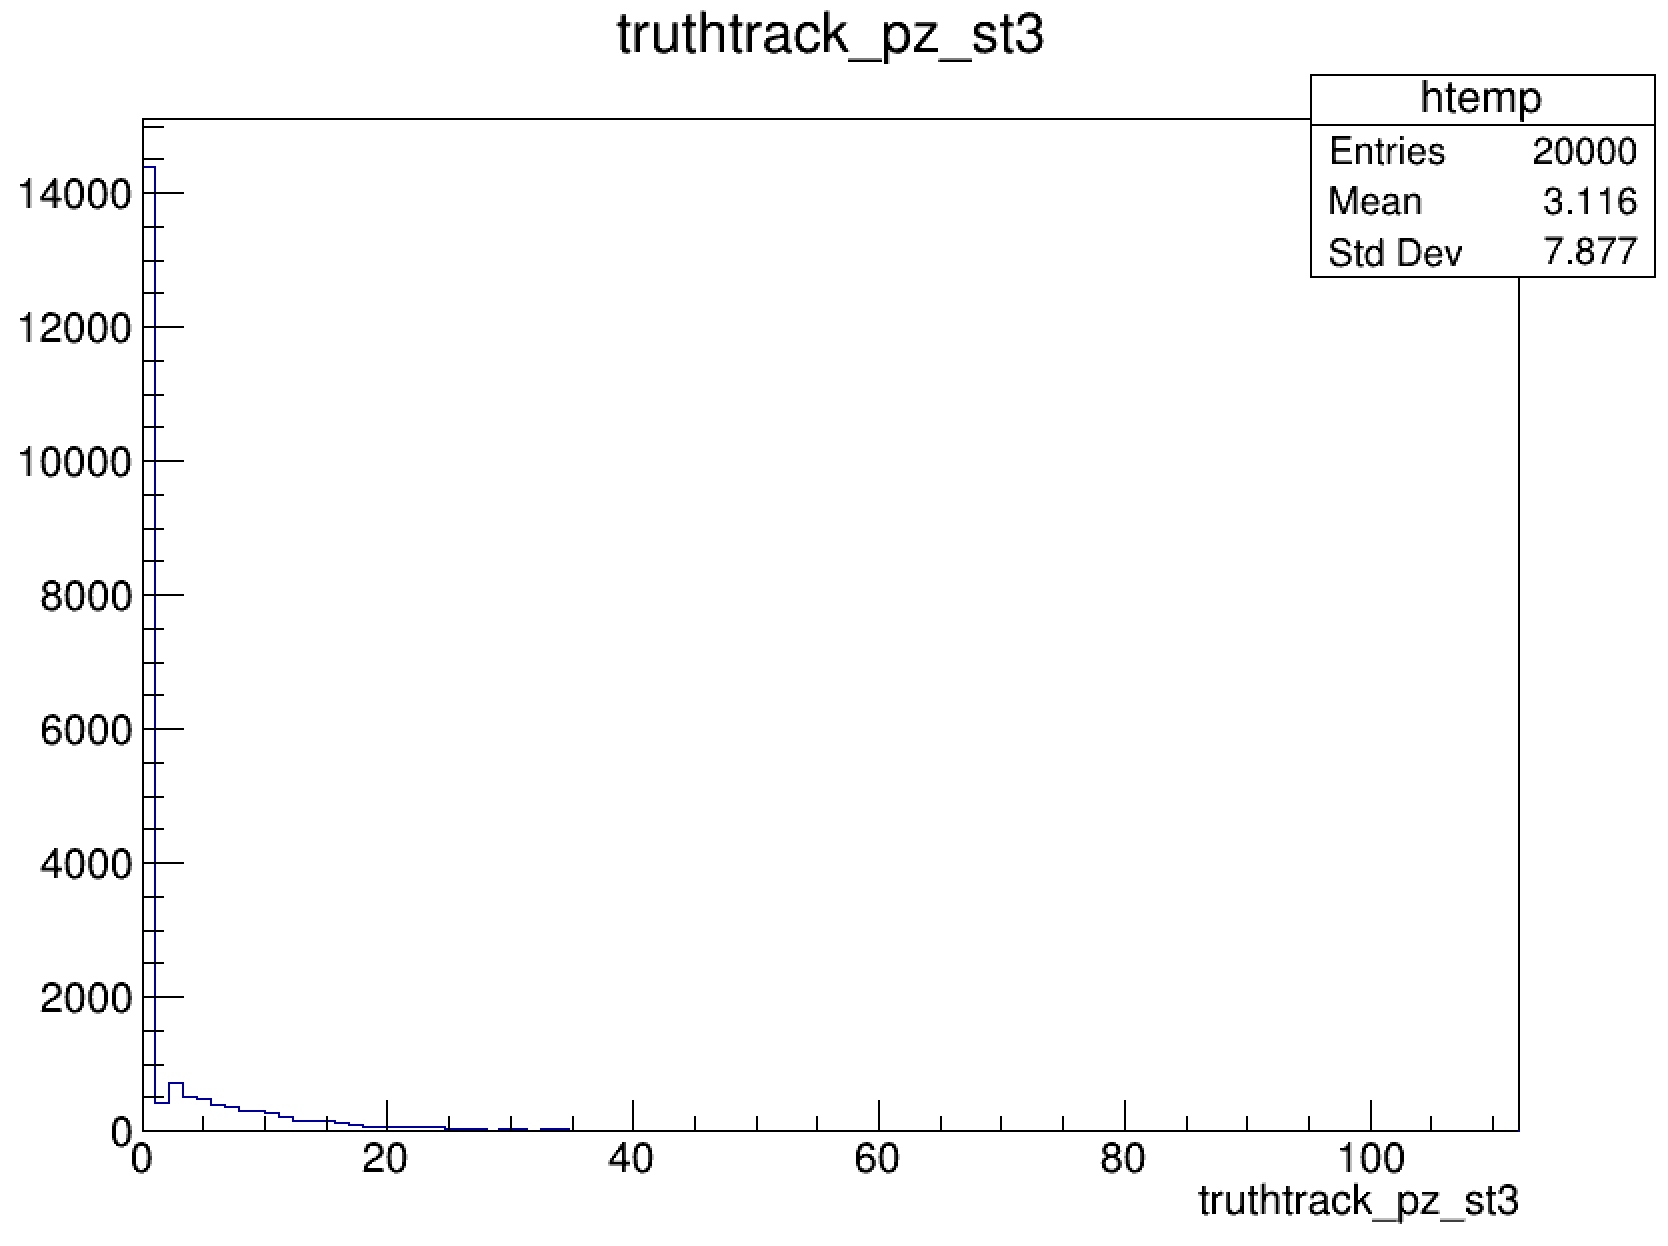 truthtrack_pz_st3
htemp
Entries 20000
Mean 3.116
Std Dev 7.877
14000
12000
10000
8000
6000
4000
2000
0
0 20 40 60 80 100
truthtrack_pz_st3